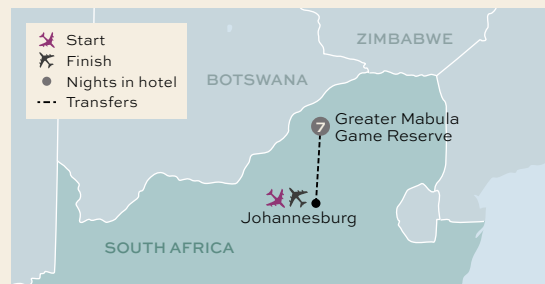 Start
Finish
Nights in hotel
Transfers
ZIMBABWE
BOTSWANA
7
Greater Mabula
Game Reserve
Johannesburg
SOUTH AFRICA